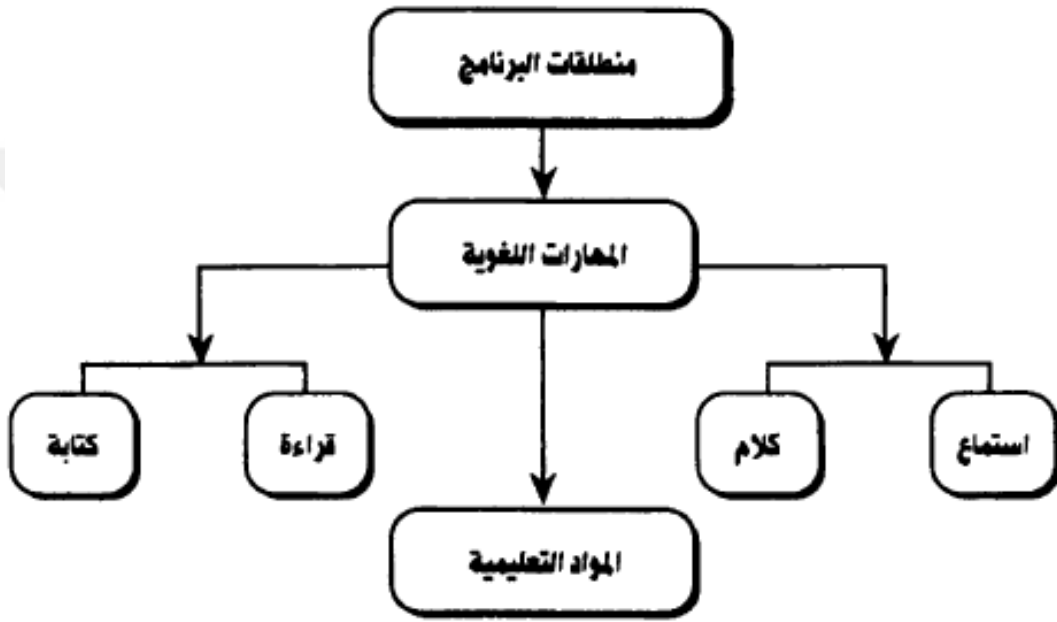 منطلقات البرنامج
المهارات اللغوية
استماع
كلام
قراءة
كتابة
المواد التعليمية